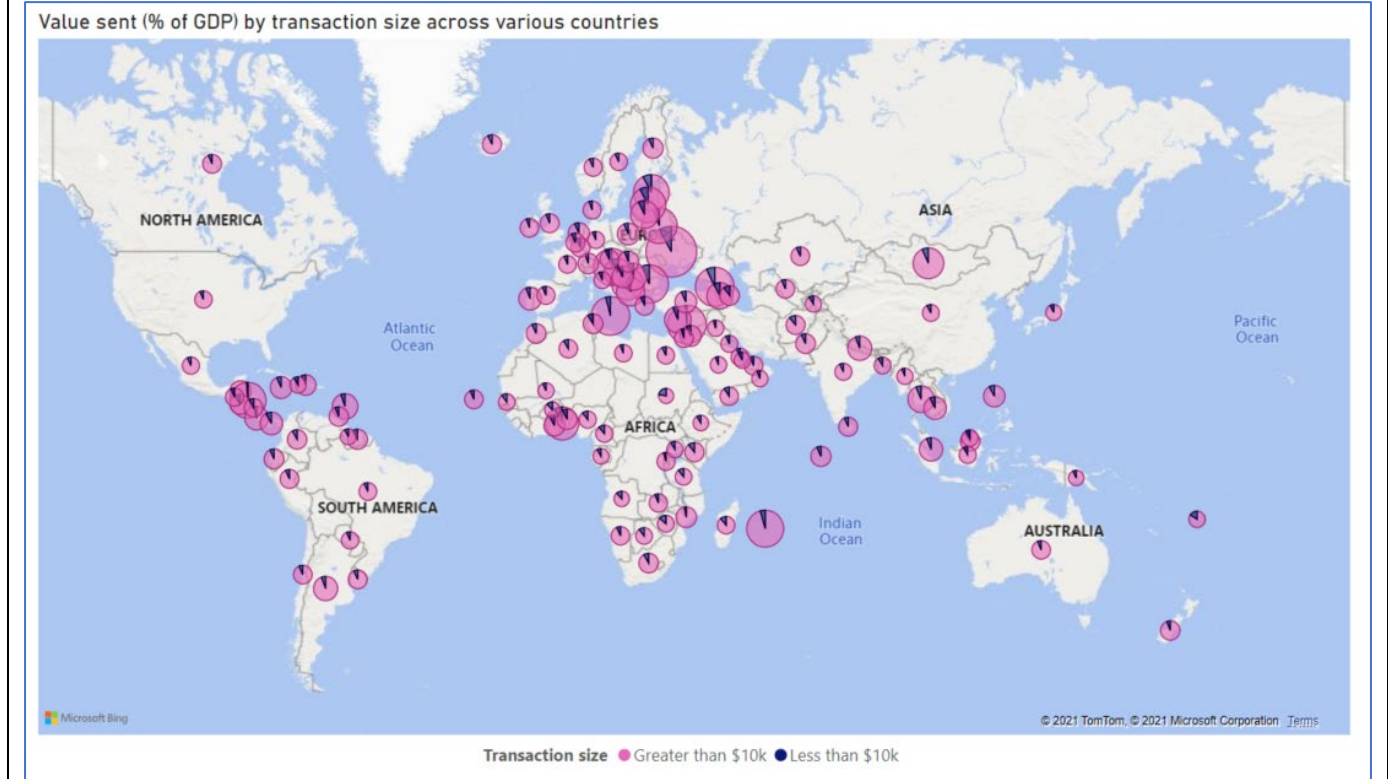 Value sent (% of GDP) by transaction size across various countries
NORTH AMERICA
ASIA
Atlantic
Ocean
Pacific
Ocean
AFRICA
SOUTH AMERICA
Indian
Ocean
AUSTRALIA
Microsoft Bing
© 2021 TomTom, © 2021 Microsoft Corporation Terms
Transaction size Greater than $10k Less than $10k